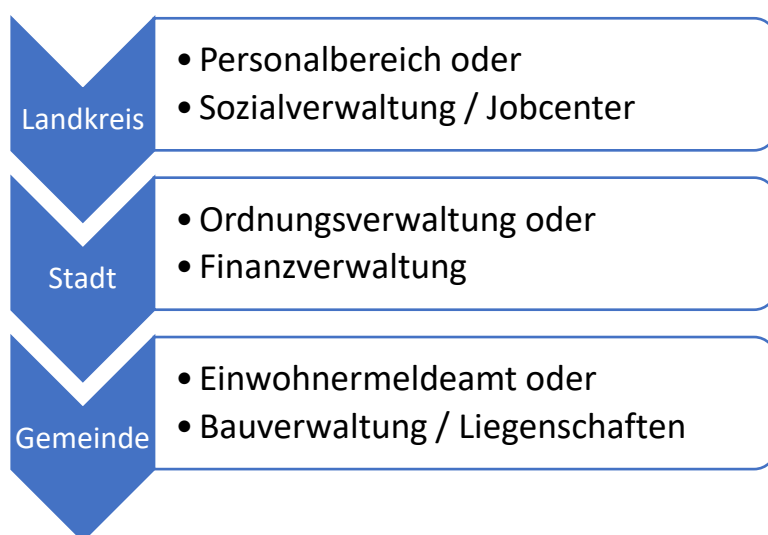 Landkreis
• Personalbereich oder
• Sozialverwaltung / Jobcenter
Stadt
• Ordnungsverwaltung oder
• Finanzverwaltung
Gemeinde
• Einwohnermeldeamt oder
• Bauverwaltung / Liegenschaften